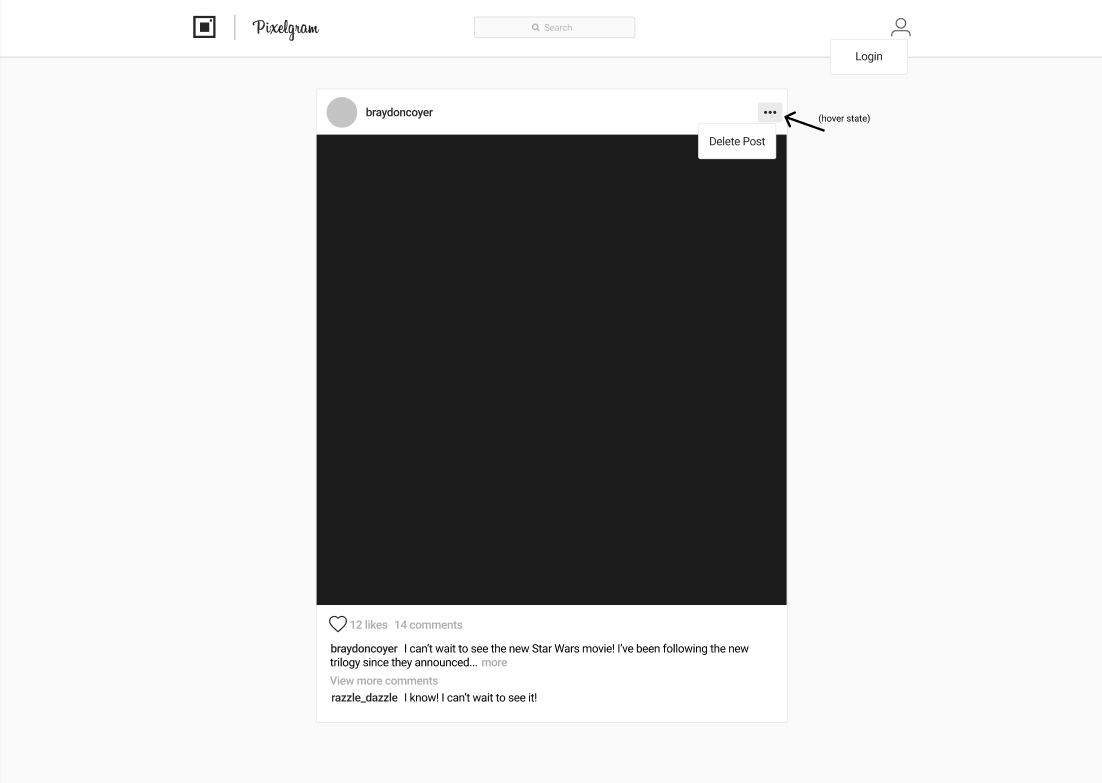 Pixelgram
Search
Login
braydoncoyer
•••
(hover state)
Delete Post
12 likes 14 comments
braydoncoyer I can't wait to see the new Star Wars movie! I've been following the new
trilogy since they announced... more
View more comments
razzle_dazzle I know! I can't wait to see it!